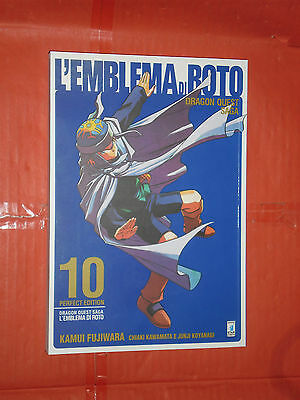 L'EMBLEMA DI ROTO
DRAGON QUEST
SAGA
10
PERFECT EDITION
DRAGON QUEST SAGA
L'EMBLEMA DI ROTO
KAMUI FUJIWARA CHIAKI KAWAMATA & JUNJI KOYANAGI